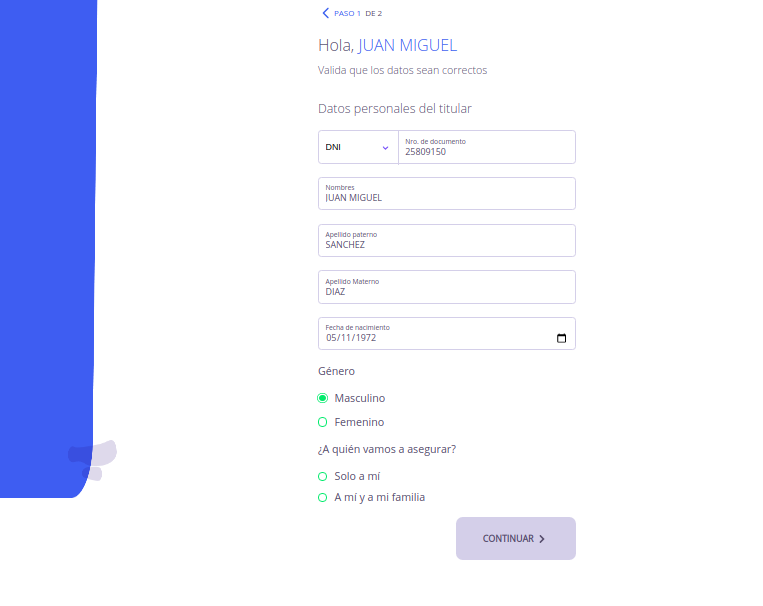 PASO 1 DE 2
Hola, JUAN MIGUEL
Valida que los datos sean correctos
Datos personales del titular
DNI
Nro. de documento
25809150
Nombres
JUAN MIGUEL
Apellido paterno
SANCHEZ
Apellido Materno
DIAZ
Fecha de nacimiento
05/11/1972
Género
Masculino
Femenino
¿A quién vamos a asegurar?
Solo a mí
A mí y a mi familia
CONTINUAR